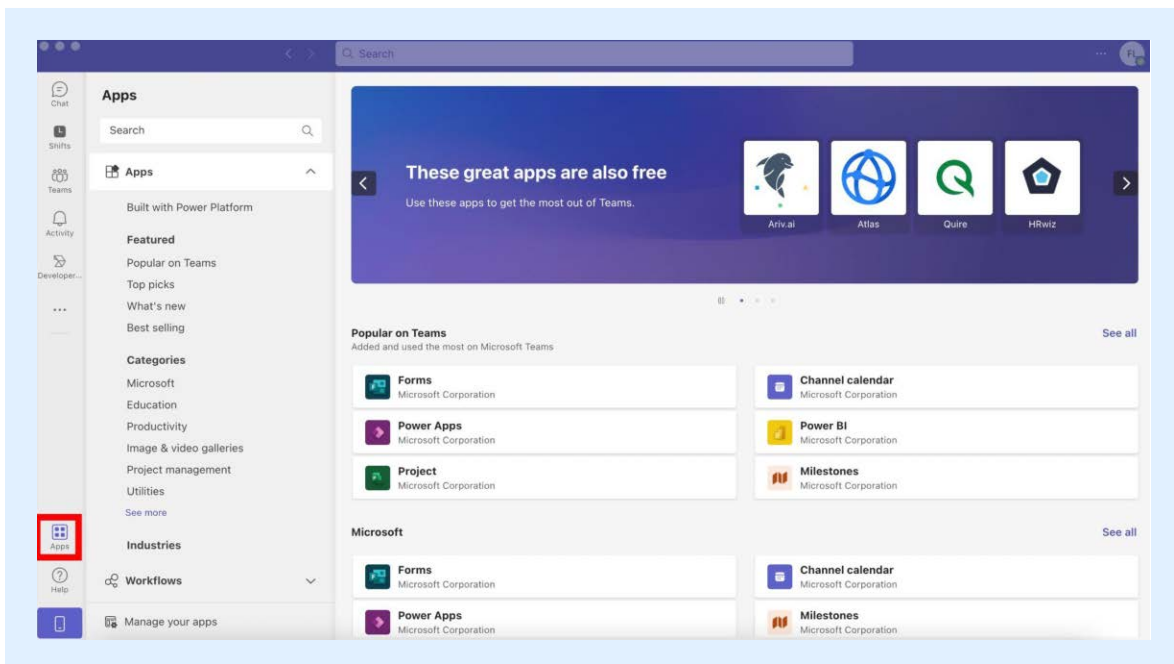 Search
FL
Chat
Shifts
Teams
Activity
Developer...
...
Apps
Help
Apps
Search
Apps
Built with Power Platform
Featured
Popular on Teams
Top picks
What's new
Best selling
Categories
Microsoft
Education
Productivity
Image & video galleries
Project management
Utilities
See more
Industries
Workflows
Manage your apps
These great apps are also free
Use these apps to get the most out of Teams.
Ariv.ai
Atlas
Quire
HRwiz
Popular on Teams
See all
Added and used the most on Microsoft Teams
Forms
Microsoft Corporation
Channel calendar
Microsoft Corporation
Power Apps
Microsoft Corporation
Power BI
Microsoft Corporation
Project
Microsoft Corporation
Milestones
Microsoft Corporation
Microsoft
See all
Forms
Microsoft Corporation
Channel calendar
Microsoft Corporation
Power Apps
Microsoft Corporation
Milestones
Microsoft Corporation